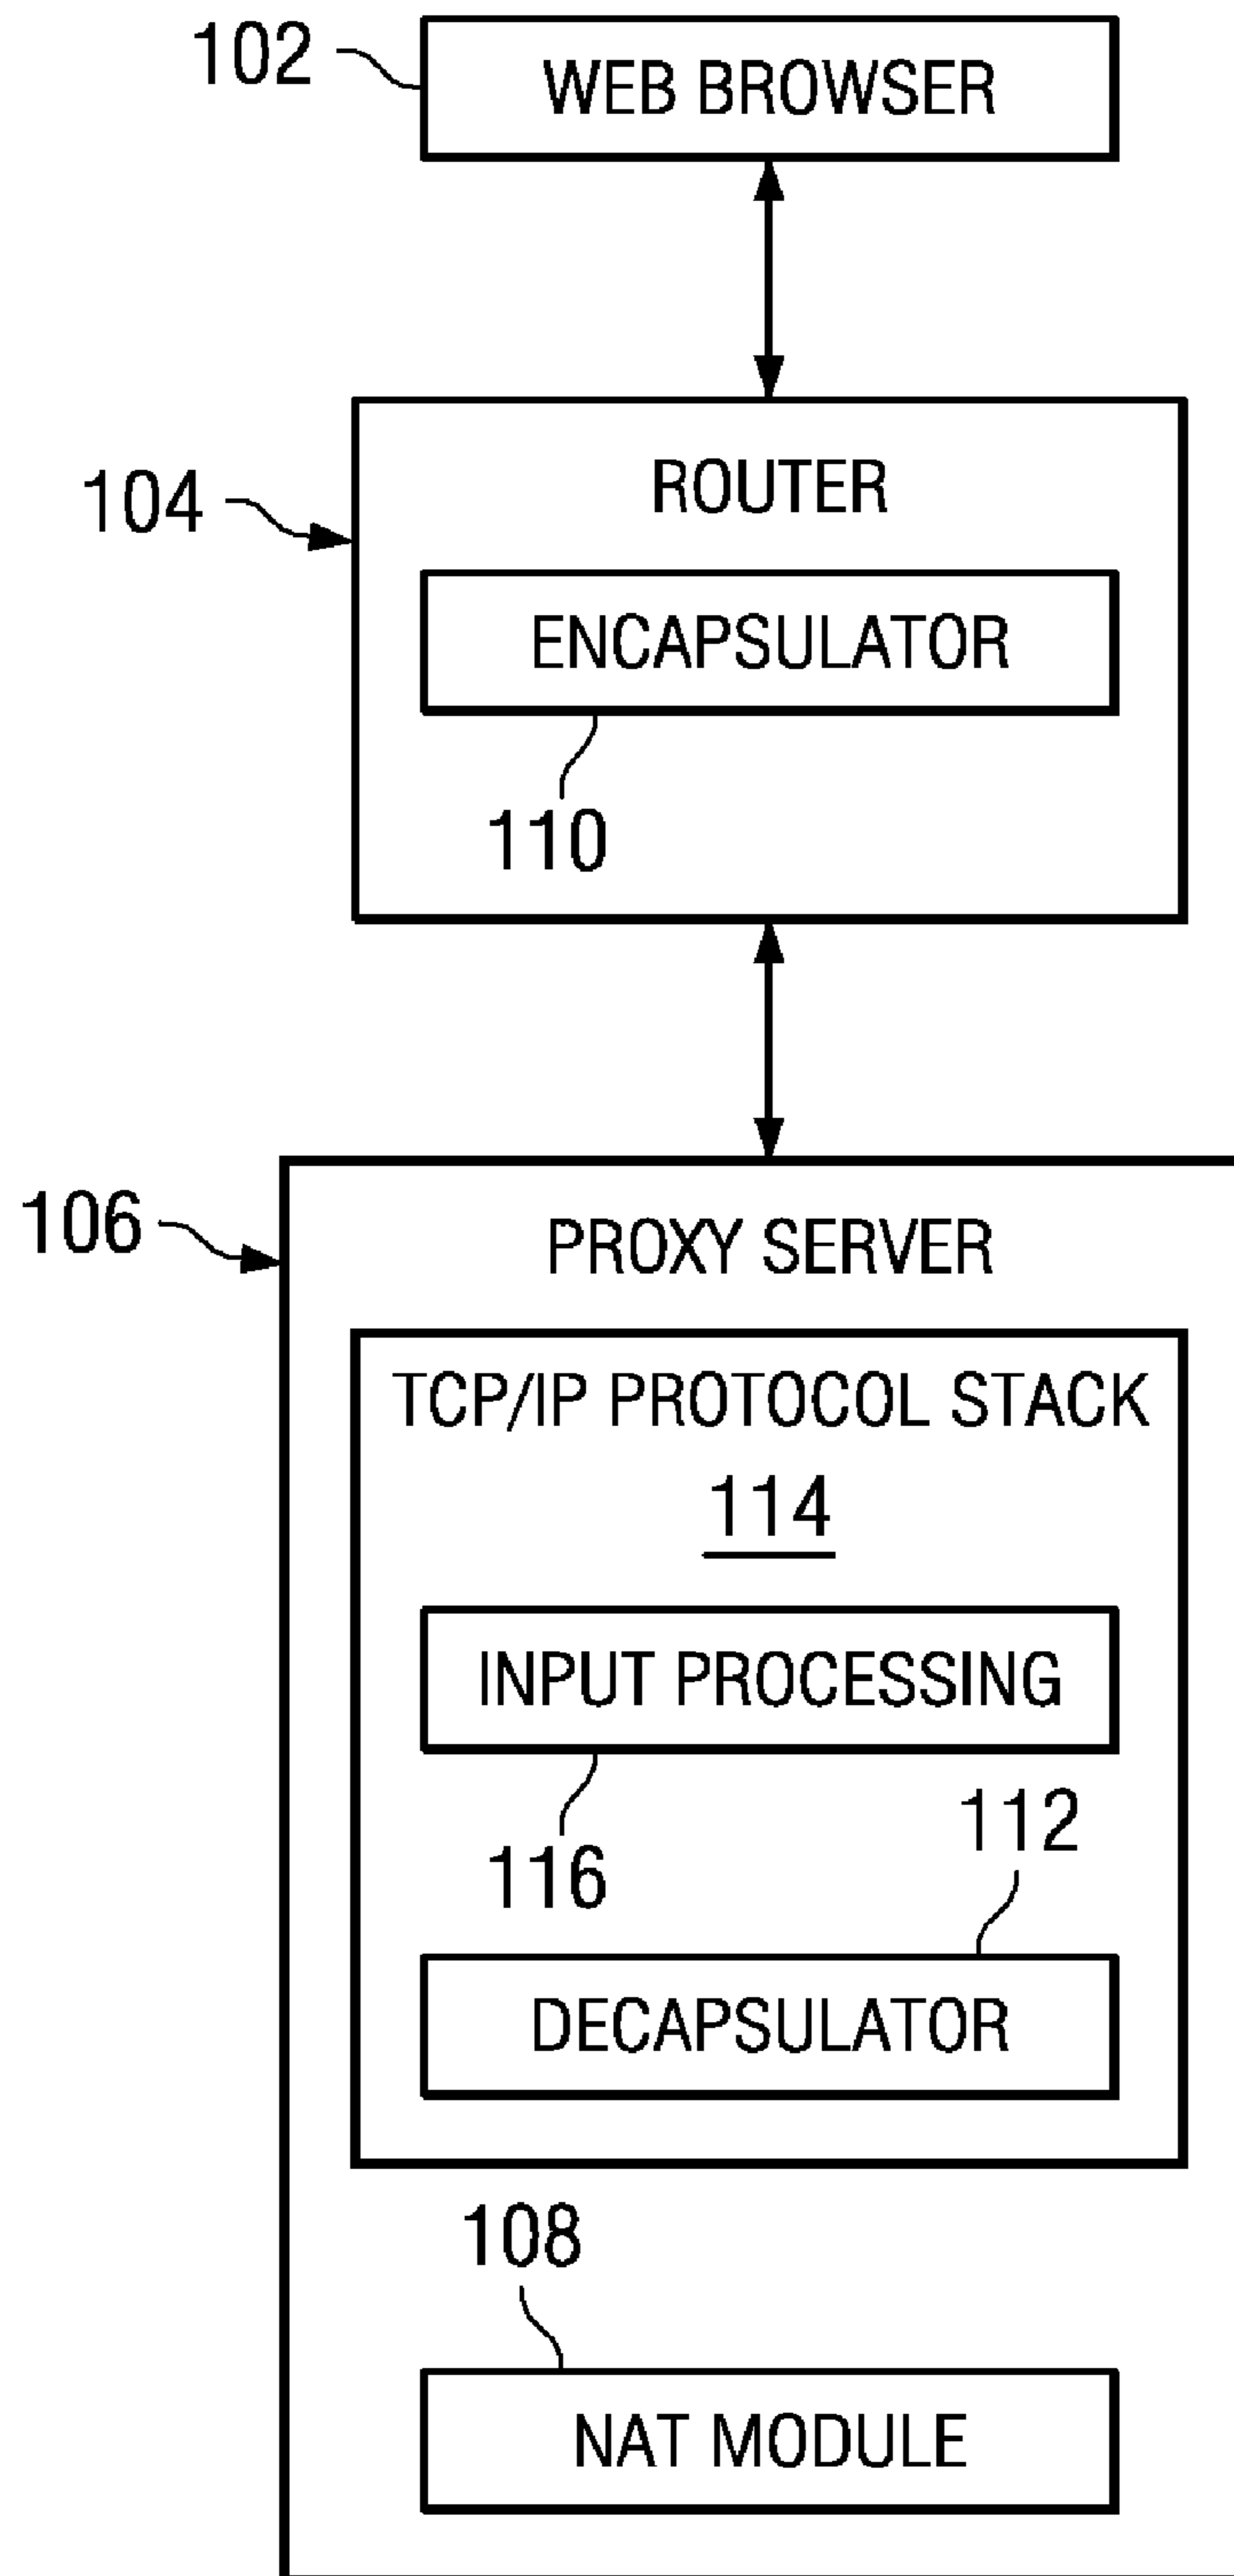 102
WEB BROWSER
104
ROUTER
ENCAPSULATOR
110
106
PROXY SERVER
TCP/IP PROTOCOL STACK
114
INPUT PROCESSING
116
112
DECAPSULATOR
108
NAT MODULE